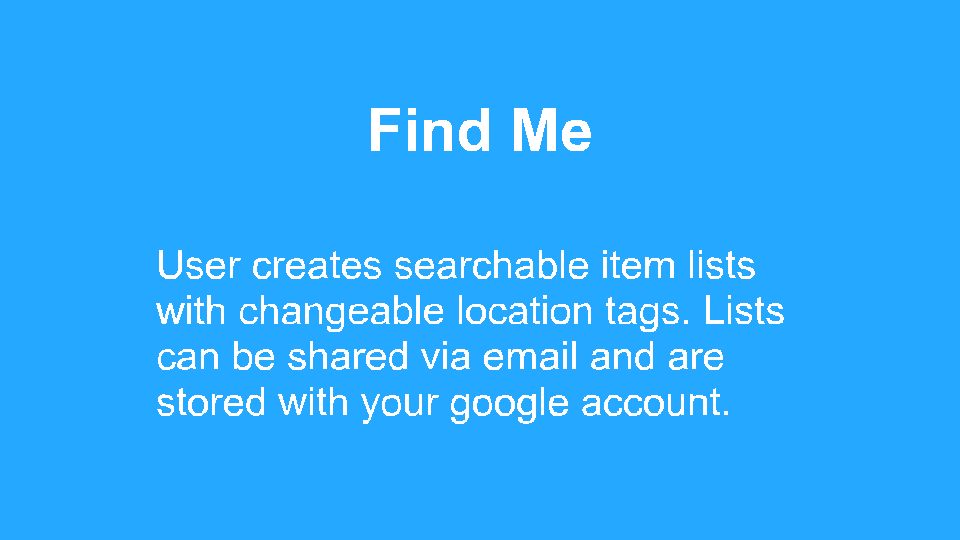 Find Me
User creates searchable item lists
with changeable location tags. Lists
can be shared via email and are
stored with your google account.